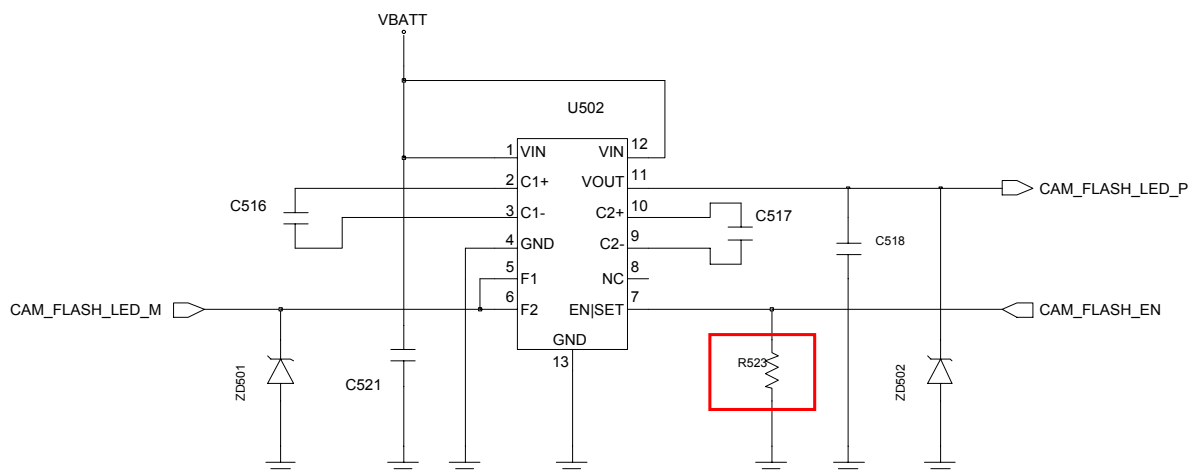 VBATT
U502
1 VIN VIN 12
2 C1+ VOUT 11
CAM_FLASH_LED_P
C516
3 C1- C2+ 10
C517
4 GND C2- 9
C518
5 F1 NC 8
CAM_FLASH_LED_M
6 F2 EN|SET 7
CAM_FLASH_EN
GND
13
ZD501
C521
R523
ZD502